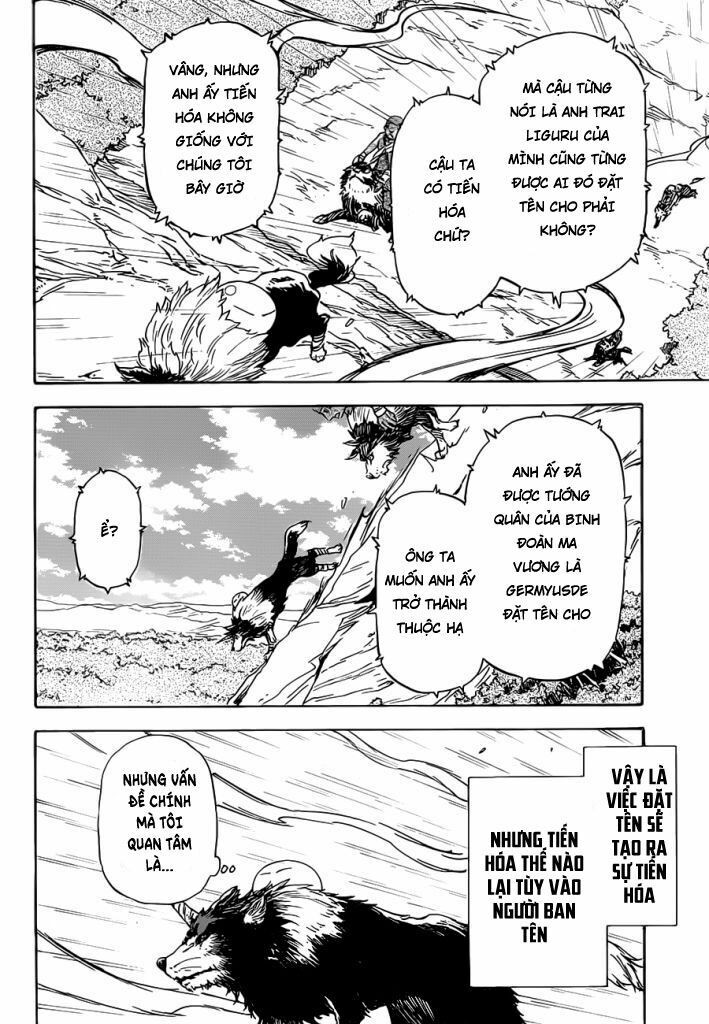 MÀ CẬU TỪNG
NÓI LÀ ANH TRAI
LIGURU CỦA
MÌNH CŨNG TỪNG
ĐƯỢC AI ĐÓ ĐẶT
TÊN CHO PHẢI
KHÔNG?
CẬU TA
CÓ TIẾN
HÓA
CHỨ?
VÂNG, NHƯNG
ANH ẤY TIẾN
HÓA KHÔNG
GIỐNG VỚI
CHÚNG TÔI
BÂY GIỜ
ANH ẤY ĐÃ
ĐƯỢC TƯỚNG
QUÂN CỦA BINH
ĐOÀN MA
VƯƠNG LÀ
GERMYUSDE
ĐẶT TÊN CHO
ÔNG TA
MUỐN ANH ẤY
TRỞ THÀNH
THUỘC HẠ
Ể?
VẬY LÀ
VIỆC ĐẶT
TÊN SẼ
TẠO RA
SỰ TIẾN
HÓA
NHƯNG TIẾN
HÓA THẾ NÀO
LẠI TÙY VÀO
NGƯỜI BAN
TÊN
NHƯNG VẤN
ĐỀ CHÍNH
MÀ TÔI
QUAN TÂM
LÀ...